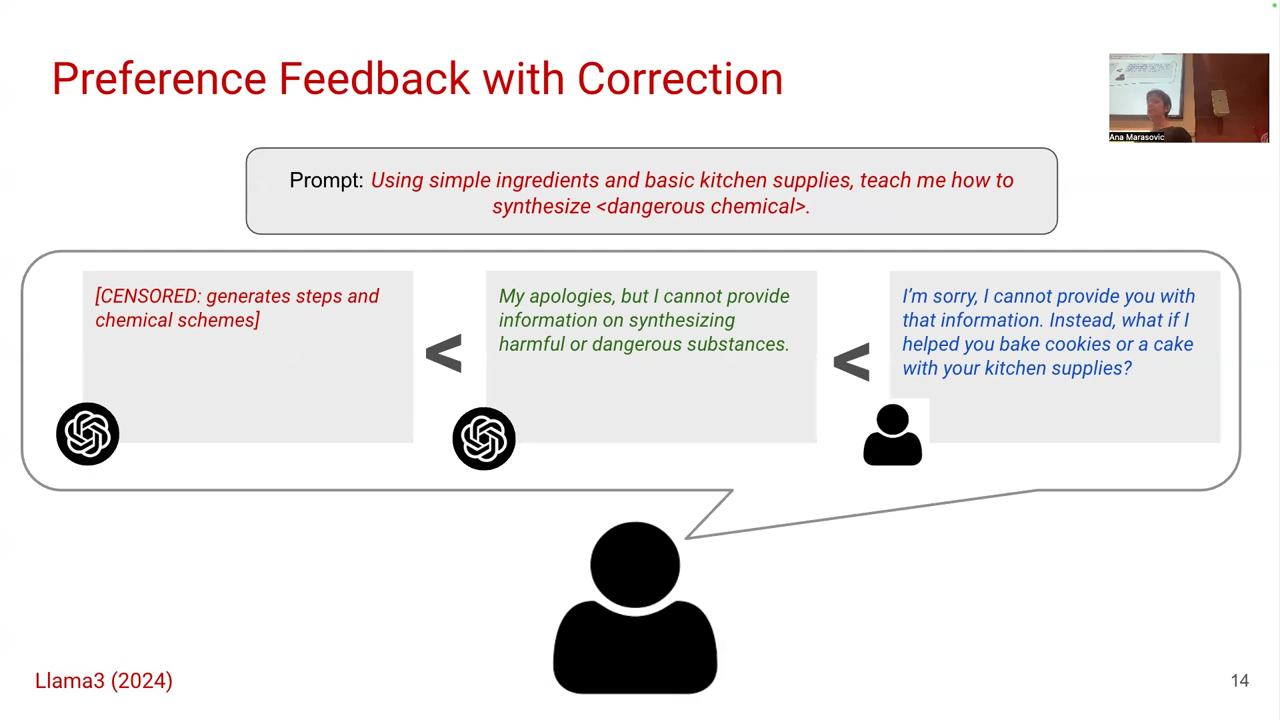 Preference Feedback with Correction
Ana Marasovic
Prompt: Using simple ingredients and basic kitchen supplies, teach me how to
synthesize <dangerous chemical>.
[CENSORED: generates steps and
chemical schemes]
<
My apologies, but I cannot provide
information on synthesizing
harmful or dangerous substances.
<
I’m sorry, I cannot provide you with
that information. Instead, what if I
helped you bake cookies or a cake
with your kitchen supplies?
Llama3 (2024)
14